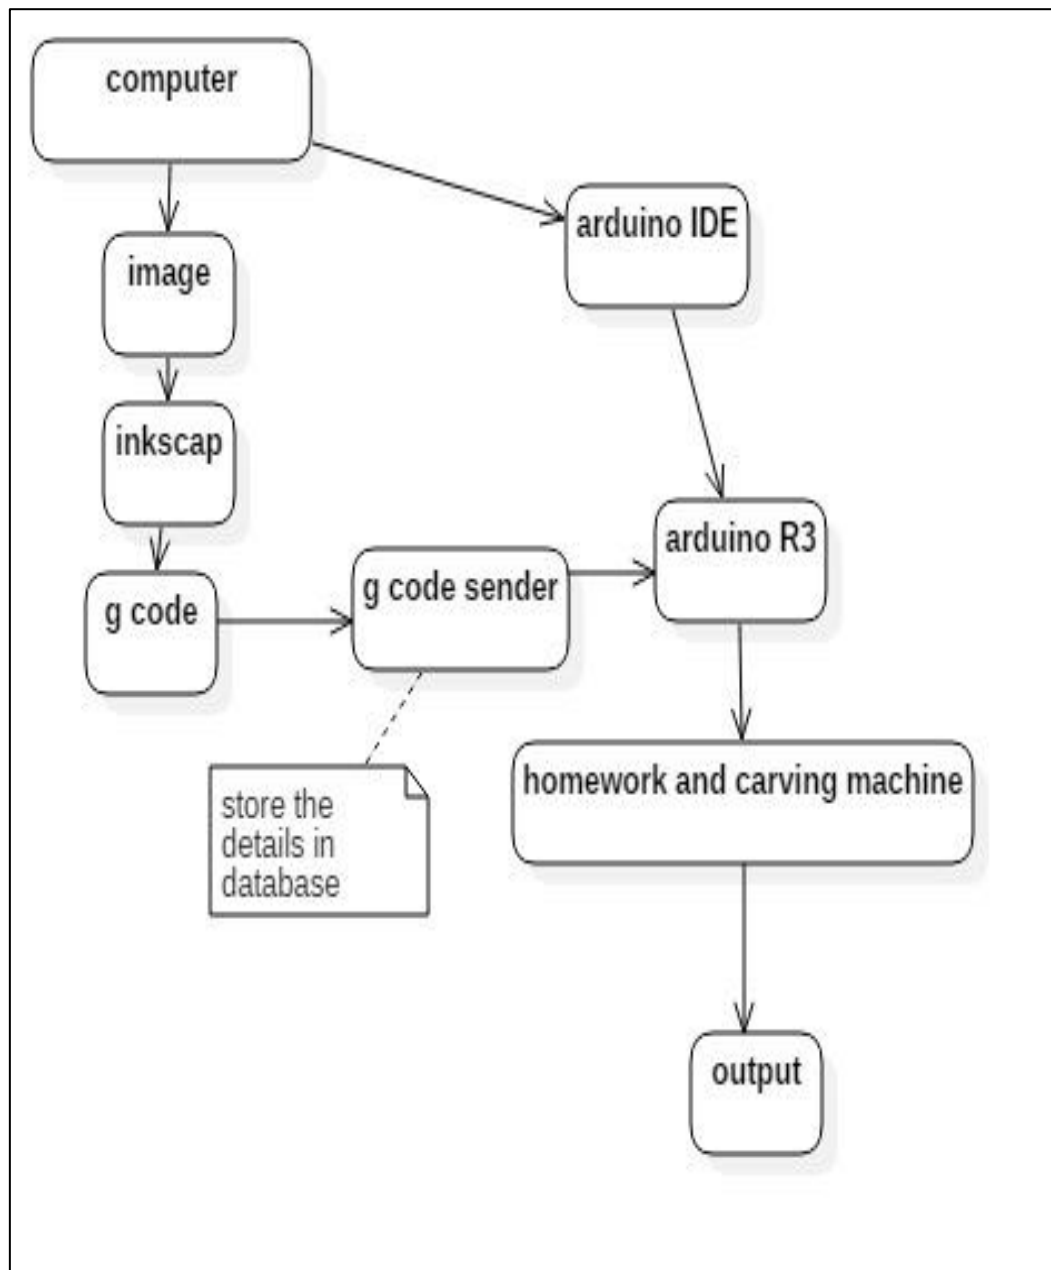 computer
arduino IDE
image
inkscap
arduino R3
g code sender
g code
homework and carving machine
store the
details in
database
output